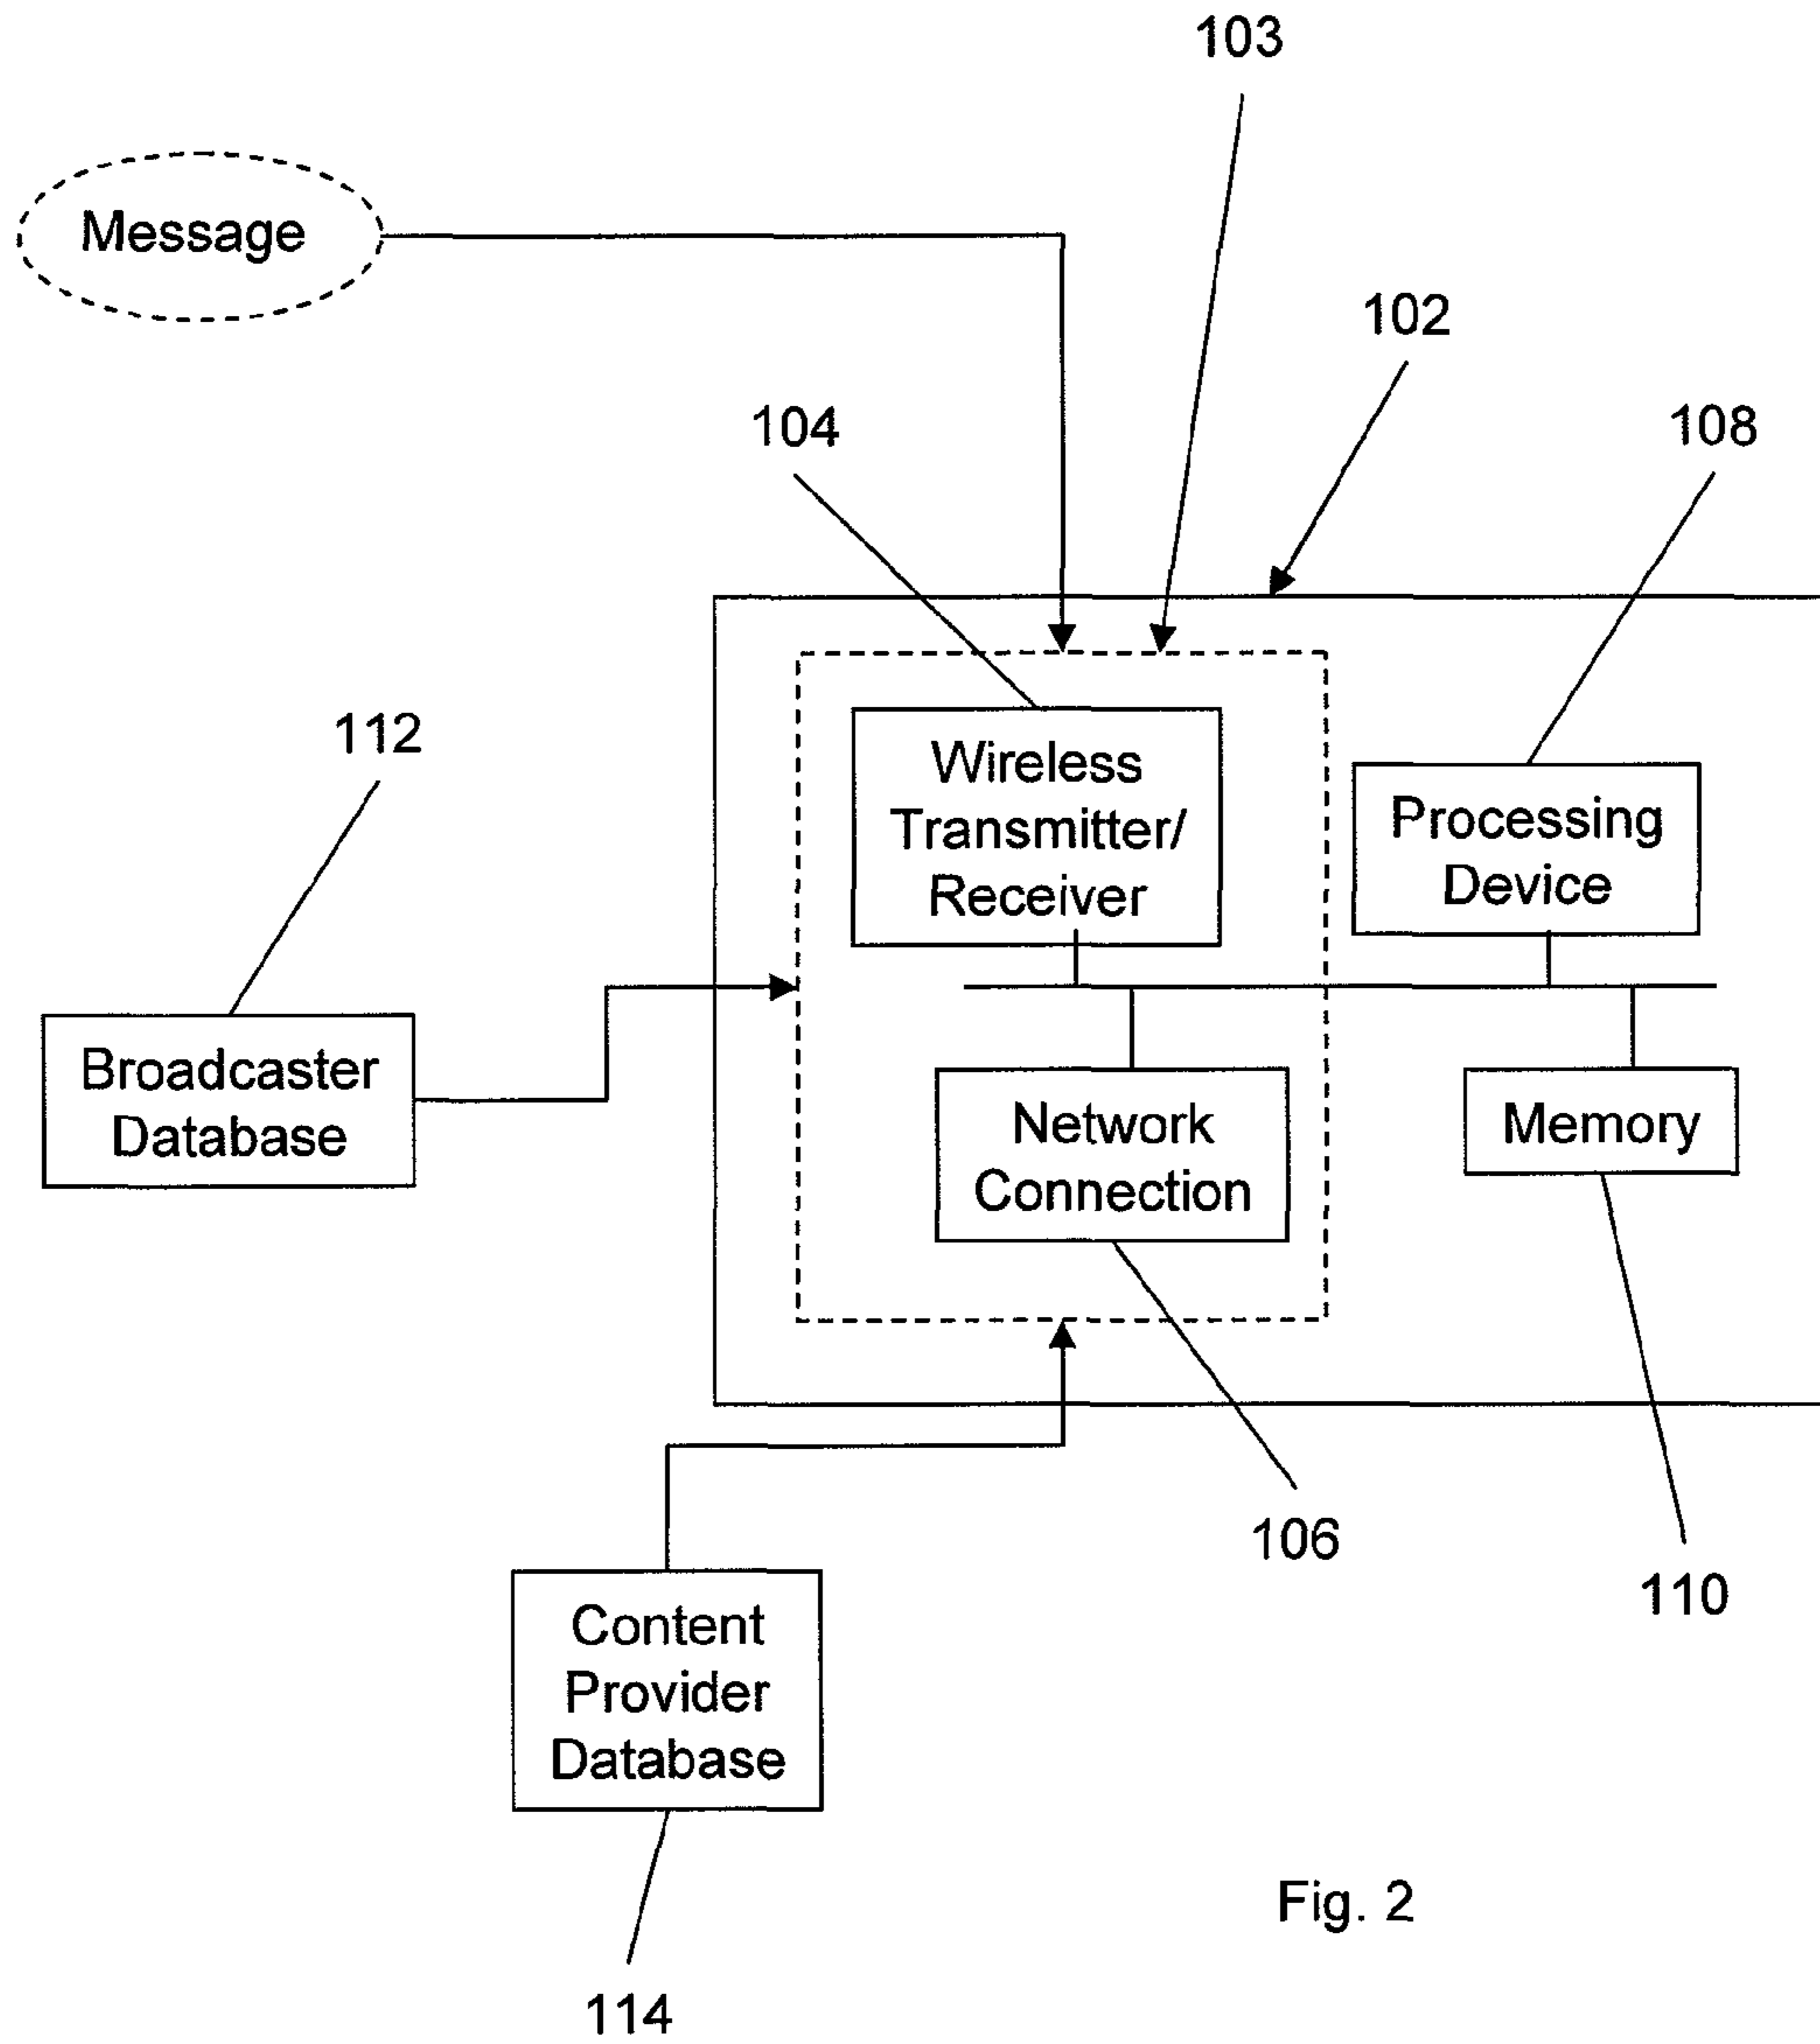 103
Message
102
104
108
112
Wireless
Transmitter/
Receiver
Processing
Device
Broadcaster
Database
Network
Connection
Memory
106
110
Content
Provider
Database
Fig. 2
114